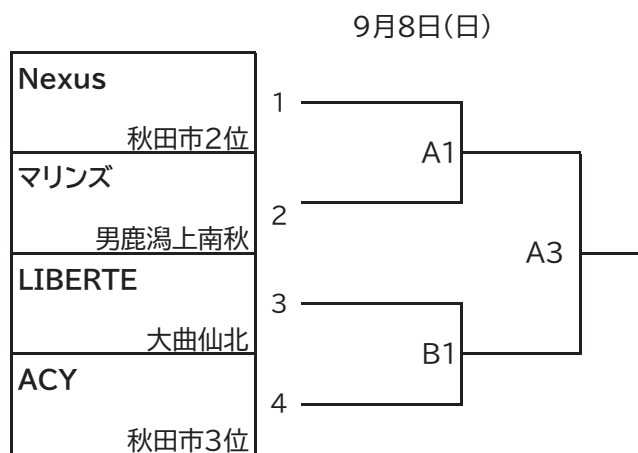 9月8日(日)
Nexus
秋田市2位
1
A1
マリンズ
男鹿潟上南秋
2
A3
LIBERTE
大曲仙北
3
B1
ACY
秋田市3位
4